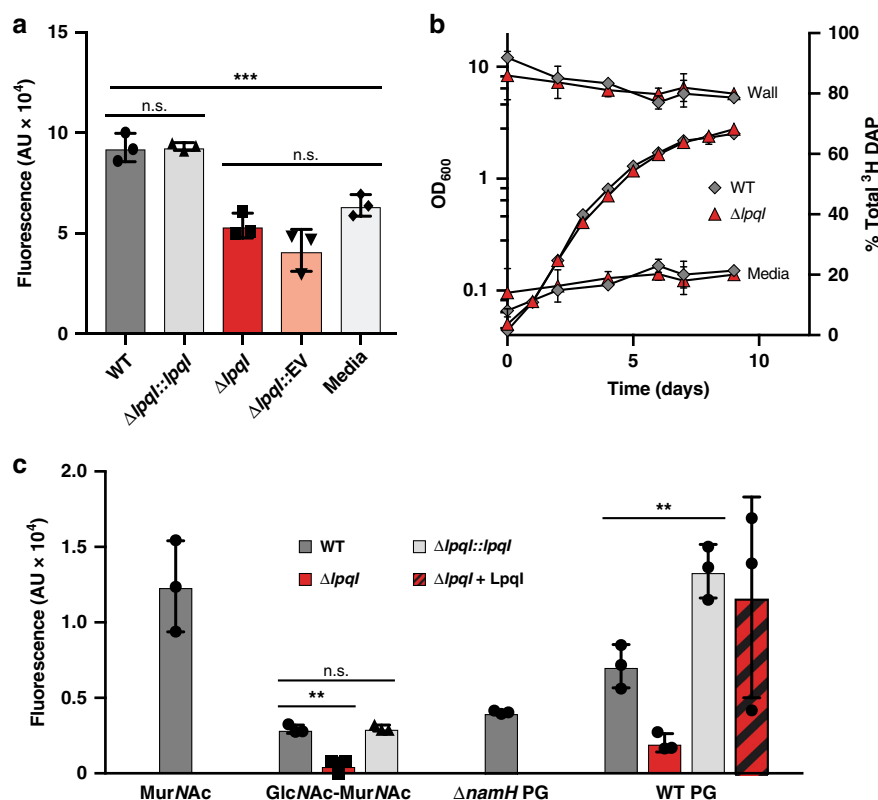 a
Fluorescence (AU × 10⁴)
15
10
5
0
***
n.s.
n.s.
WT
Δlpql::lpql
Δlpql
Δlpql::EV
Media
b
OD₆₀₀
10
1
0.1
% Total ³H DAP
100
80
60
40
20
0
Wall
WT
Δlpql
Media
0
5
10
Time (days)
c
Fluorescence (AU × 10⁴)
2.0
1.5
1.0
0.5
0
WT
Δlpql::lpql
Δlpql
Δlpql + Lpql
n.s.
**
**
MurNAc
GlcNAc-MurNAc
ΔnamH PG
WT PG